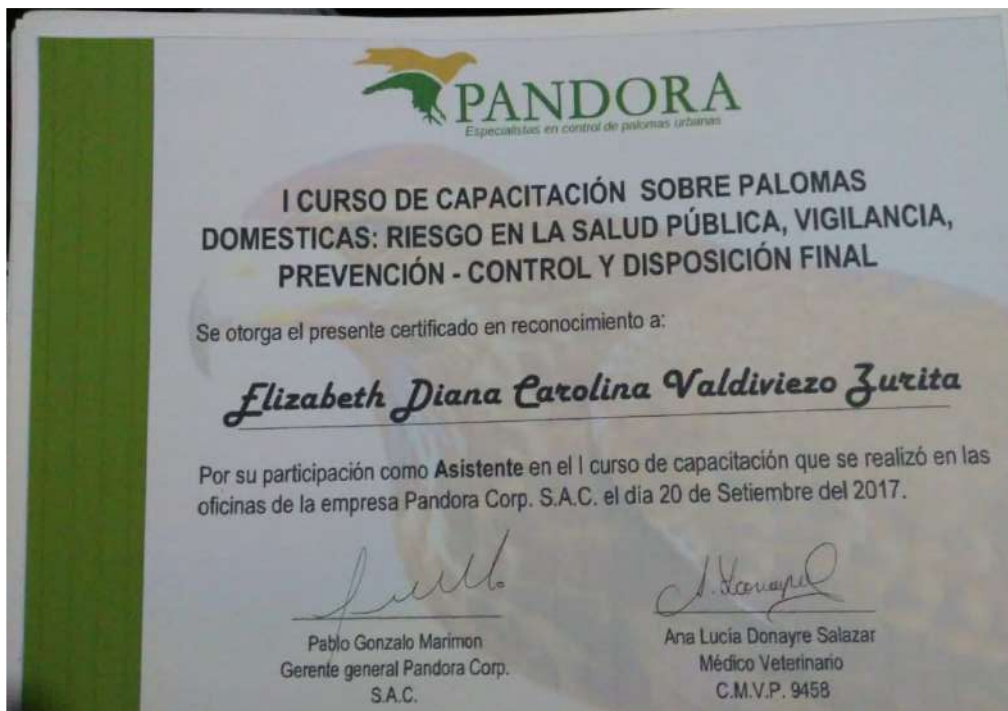 PANDORA
Especialistas en control de palomas urbanas
I CURSO DE CAPACITACIÓN SOBRE PALOMAS
DOMESTICAS: RIESGO EN LA SALUD PÚBLICA, VIGILANCIA,
PREVENCIÓN - CONTROL Y DISPOSICIÓN FINAL
Se otorga el presente certificado en reconocimiento a:
Elizabeth Diana Carolina Valdiviezo Zurita
Por su participación como Asistente en el I curso de capacitación que se realizó en las
oficinas de la empresa Pandora Corp. S.A.C. el dia 20 de Setiembre del 2017.
Pablo Gonzalo Marimon
Gerente general Pandora Corp.
S.A.C.
Ana Lucía Donayre Salazar
Médico Veterinario
C.M.V.P. 9458